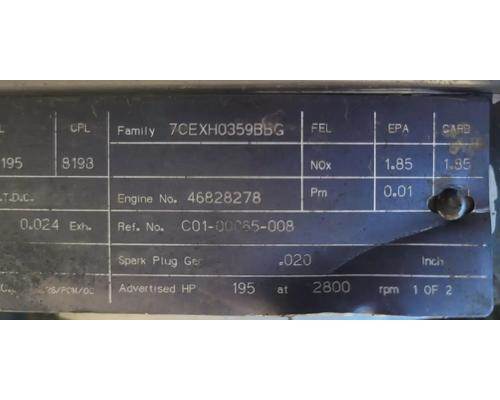 L CPL Family 7CEXH0359BBG FEL EPA CARB
195 8193 NOx 1.85 1.85
.T.D.C. Engine No. 46828278 Pm 0.01
0.024 Exh. Ref. No. C01-00065-008
Spark Plug Gap .020 Inch
Advertised HP 195 at 2800 rpm 1 OF 2